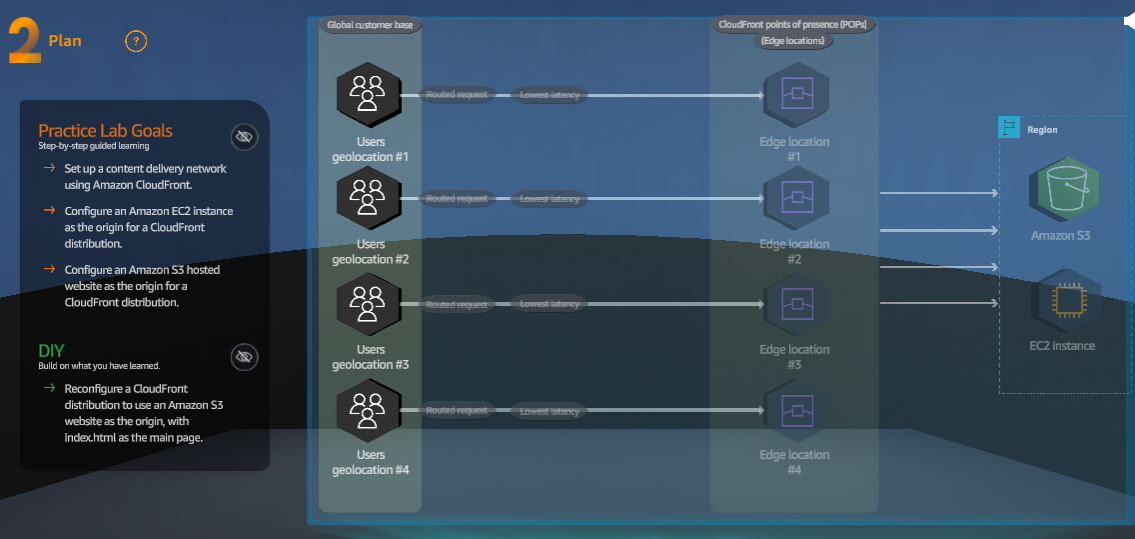 2 Plan
?
Practice Lab Goals
Step-by-step guided learning
Set up a content delivery network
using Amazon CloudFront.
Configure an Amazon EC2 instance
as the origin for a CloudFront
distribution.
Configure an Amazon S3 hosted
website as the origin for a
CloudFront distribution.
DIY
Build on what you have learned.
Reconfigure a CloudFront
distribution to use an Amazon S3
website as the origin, with
index.html as the main page.
Global customer base
CloudFront points of presence (POPs)
(Edge locations)
Routed request
Lowest latency
Users
geolocation #1
Edge location
#1
Routed request
Lowest latency
Users
geolocation #2
Edge location
#2
Routed request
Lowest latency
Users
geolocation #3
Edge location
#3
Routed request
Lowest latency
Users
geolocation #4
Edge location
#4
Region
Amazon S3
EC2 instance